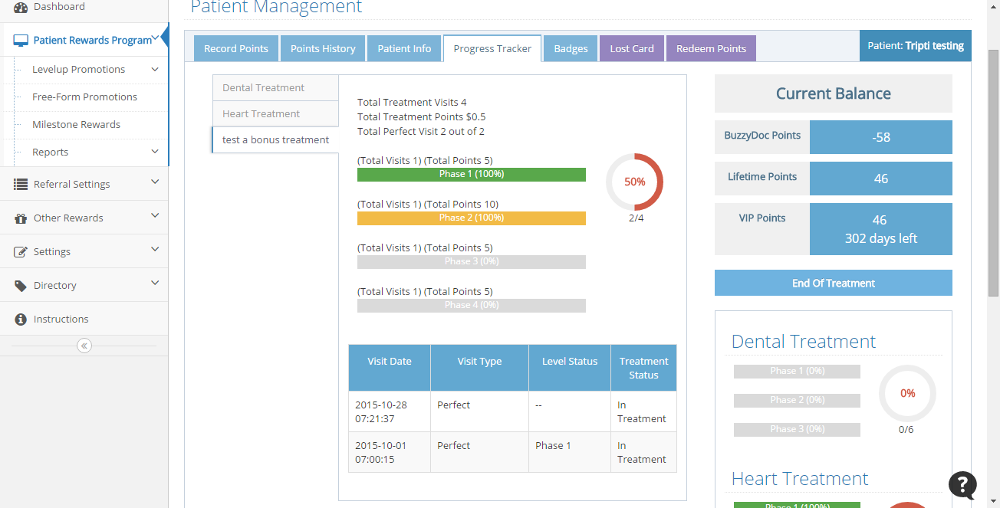 Dashboard
Patient Rewards Program
Levelup Promotions
Free-Form Promotions
Milestone Rewards
Reports
Referral Settings
Other Rewards
Settings
Directory
Instructions
Patient Management
Record Points
Points History
Patient Info
Progress Tracker
Badges
Lost Card
Redeem Points
Patient: Tripti testing
Dental Treatment
Heart Treatment
test a bonus treatment
Total Treatment Visits 4
Total Treatment Points $0.5
Total Perfect Visit 2 out of 2
(Total Visits 1) (Total Points 5)
Phase 1 (100%)
(Total Visits 1) (Total Points 10)
Phase 2 (100%)
(Total Visits 1) (Total Points 5)
Phase 3 (0%)
(Total Visits 1) (Total Points 5)
Phase 4 (0%)
50%
2/4
Visit Date Visit Type Level Status Treatment
Status
2015-10-28 Perfect -- In
07:21:37 Treatment
2015-10-01 Perfect Phase 1 In
07:00:15 Treatment
Current Balance
BuzzyDoc Points -58
Lifetime Points 46
VIP Points 46
302 days left
End Of Treatment
Dental Treatment
Phase 1 (0%)
Phase 2 (0%)
Phase 3 (0%)
0%
0/6
Heart Treatment
Phase 1 (100%)
?